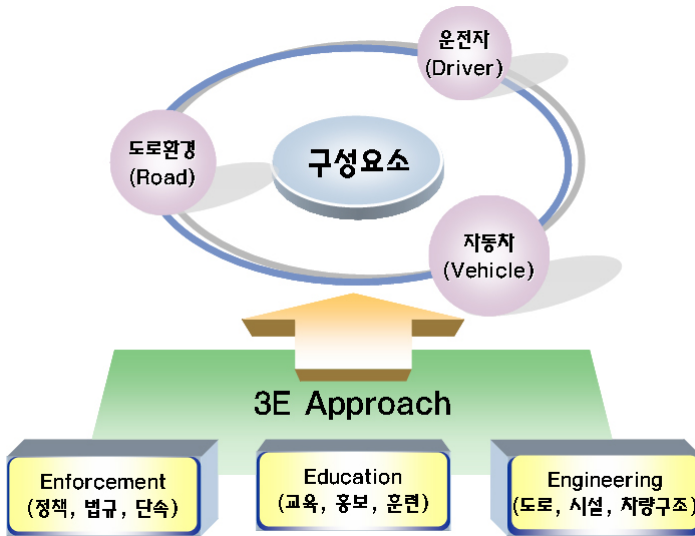 운전자
(Driver)
도로환경
(Road)
구성요소
자동차
(Vehicle)
3E Approach
Enforcement
(정책, 법규, 단속)
Education
(교육, 홍보, 훈련)
Engineering
(도로, 시설, 차량구조)